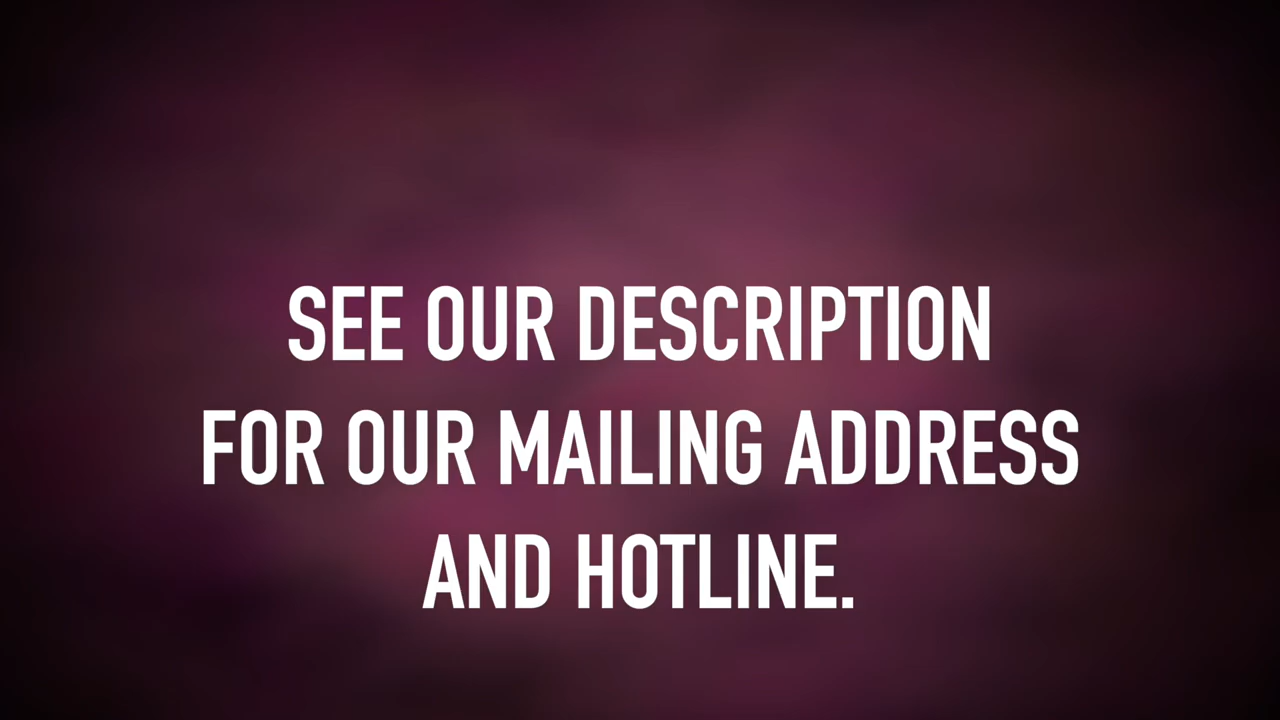 SEE OUR DESCRIPTION
FOR OUR MAILING ADDRESS
AND HOTLINE.